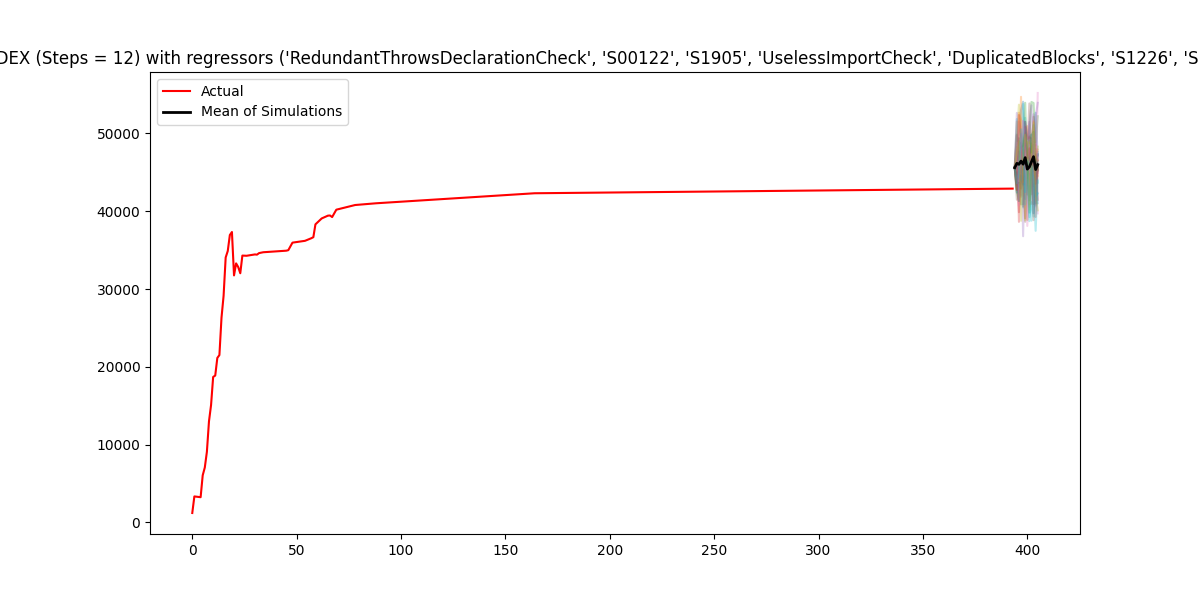 DEX (Steps = 12) with regressors ('RedundantThrowsDeclarationCheck', 'S00122', 'S1905', 'UselessImportCheck', 'DuplicatedBlocks', 'S1226', 'S
Actual
Mean of Simulations
50000
40000
30000
20000
10000
0
0 50 100 150 200 250 300 350 400